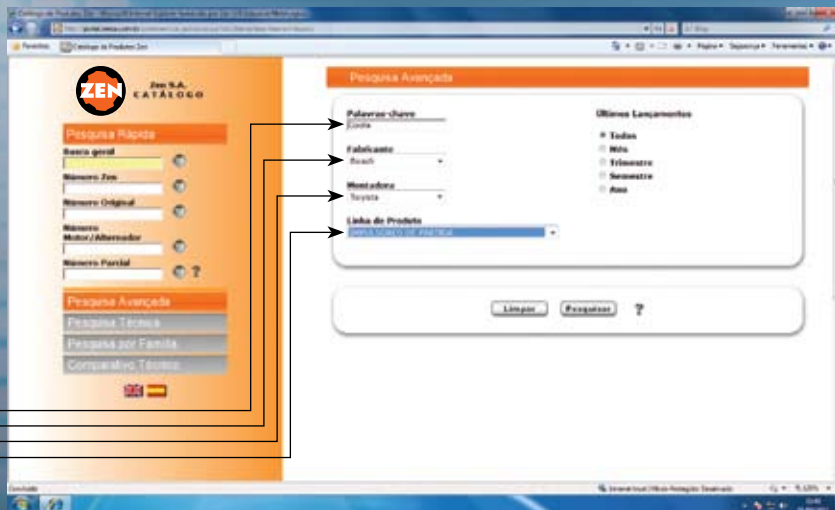 Catálogo de Produtos Zen
Favoritos
Catálogo de Produtos Zen
Página
Segurança
Ferramentas
ZEN
Zen S.A.
CATÁLOGO
Pesquisa Rápida
Busca geral
Número Zen
Número Original
Número
Motor/Alternador
Número Parcial
?
Pesquisa Avançada
Pesquisa Técnica
Pesquisa por Família
Comparativo Técnico
Pesquisa Avançada
Palavras-chave
Fabricante
Bosch
Montadora
Toyota
Linha de Produto
IMPULSORES DE PARTIDA
Últimos Lançamentos
Todos
Mês
Trimestre
Semestre
Ano
Limpar
Pesquisar
?
Concluído